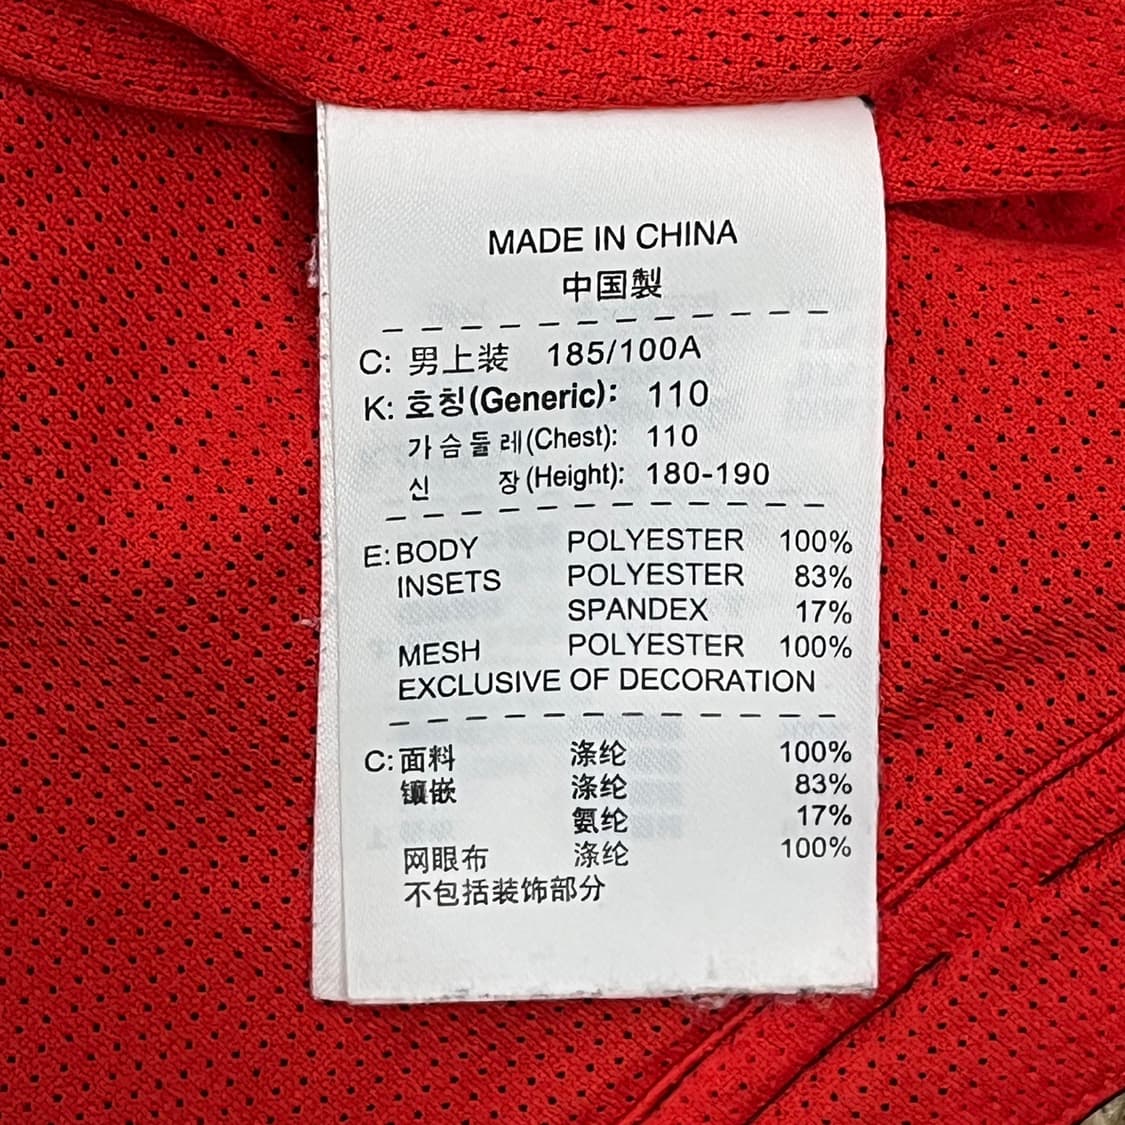 MADE IN CHINA
中国製
C: 男上装 185/100A
K: 호칭(Generic): 110
가슴둘레(Chest): 110
신 장(Height): 180-190
E: BODY POLYESTER 100%
INSETS POLYESTER 83%
SPANDEX 17%
MESH POLYESTER 100%
EXCLUSIVE OF DECORATION
C: 面料 涤纶 100%
镶嵌 涤纶 83%
氨纶 17%
网眼布 涤纶 100%
不包括装饰部分